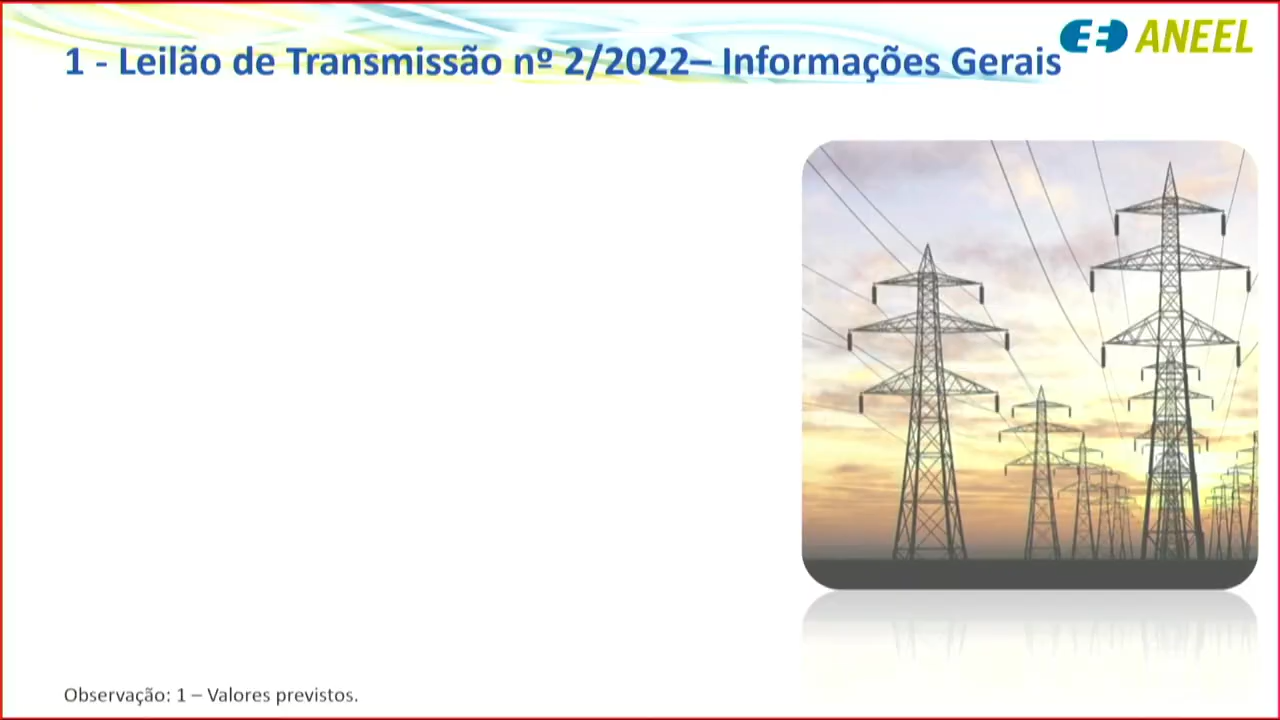 ANEEL
1 - Leilão de Transmissão nº 2/2022– Informações Gerais
Observação: 1 – Valores previstos.